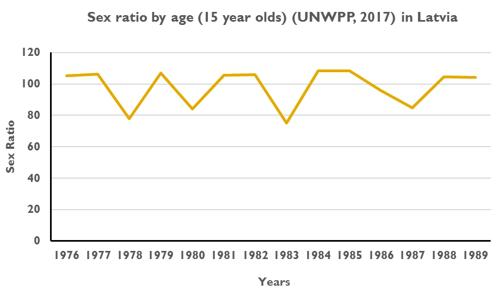 Sex ratio by age (15 year olds) (UNWPP, 2017) in Latvia
120
100
80
60
40
20
0
Sex Ratio
1976 1977 1978 1979 1980 1981 1982 1983 1984 1985 1986 1987 1988 1989
Years